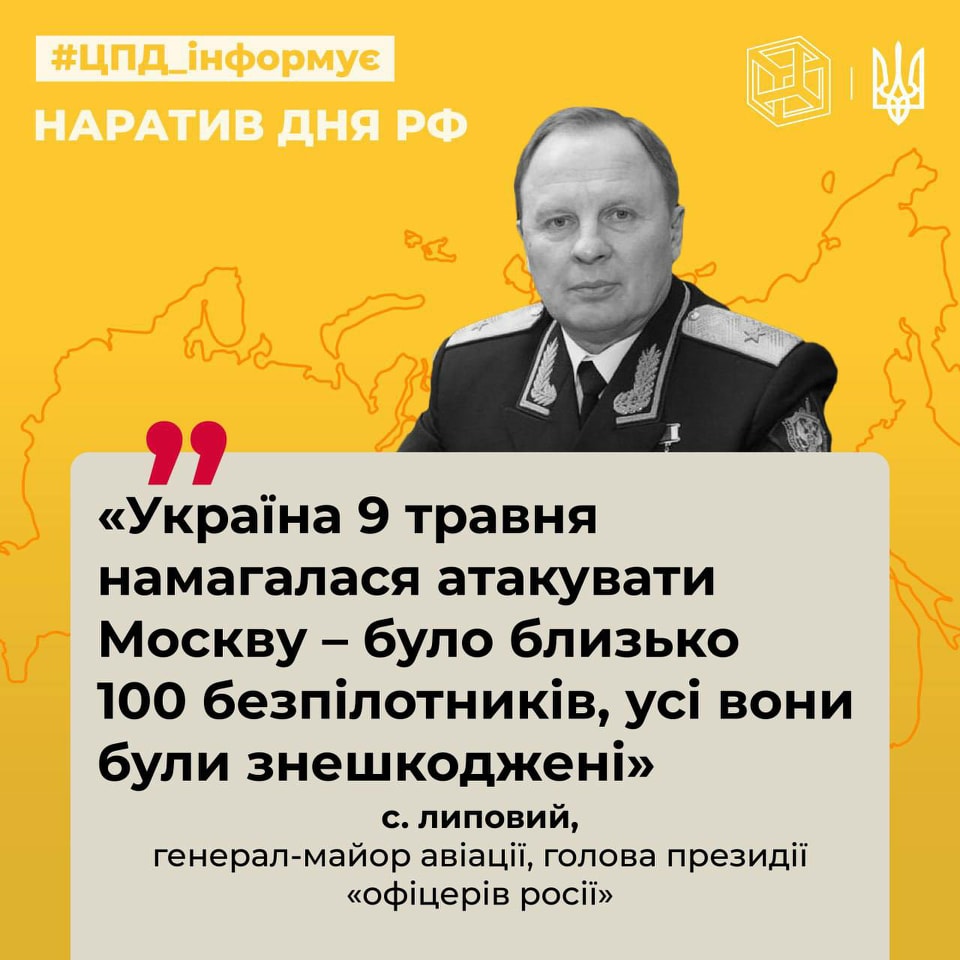 #ЦПД_інформує
НАРАТИВ ДНЯ РФ
«Україна 9 травня
намагалася атакувати
Москву – було близько
100 безпілотників, усі вони
були знешкоджені»
с. липовий,
генерал-майор авіації, голова президії
«офіцерів росії»